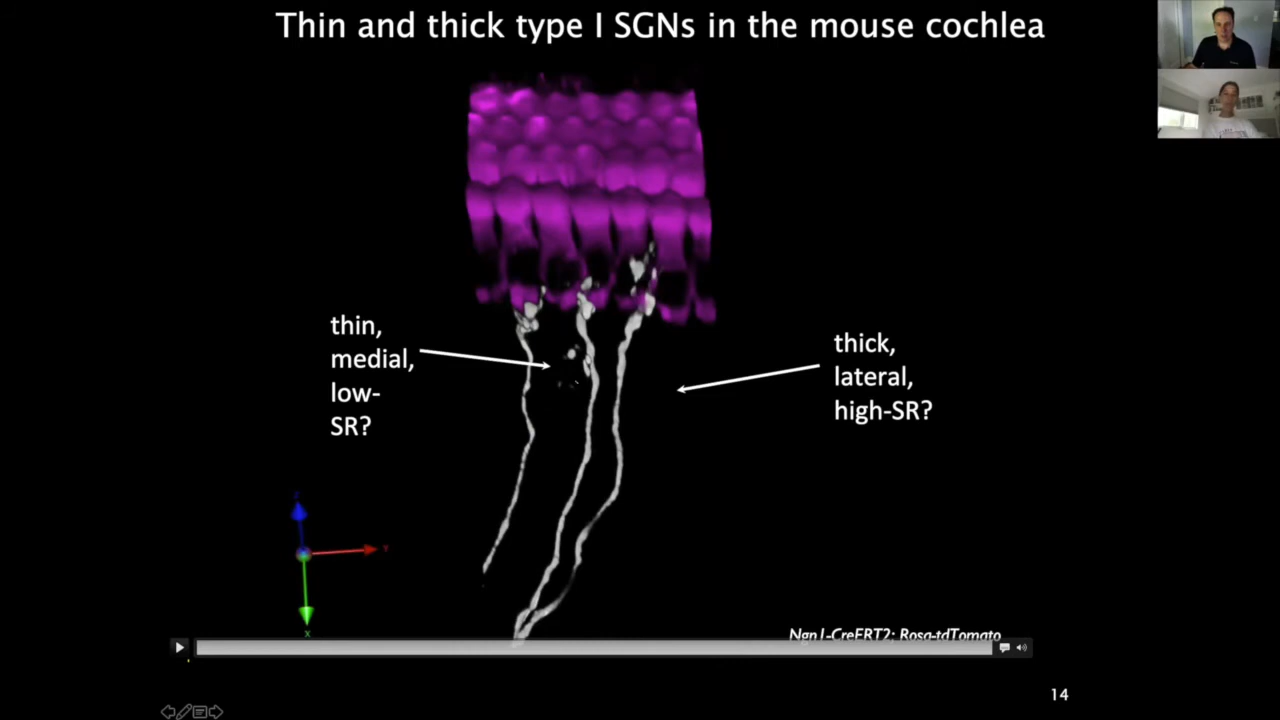 Thin and thick type I SGNs in the mouse cochlea
thin,
medial,
low-
SR?
thick,
lateral,
high-SR?
Z
Y
X
Ngn1-CreERT2; Rosa-tdTomato
14